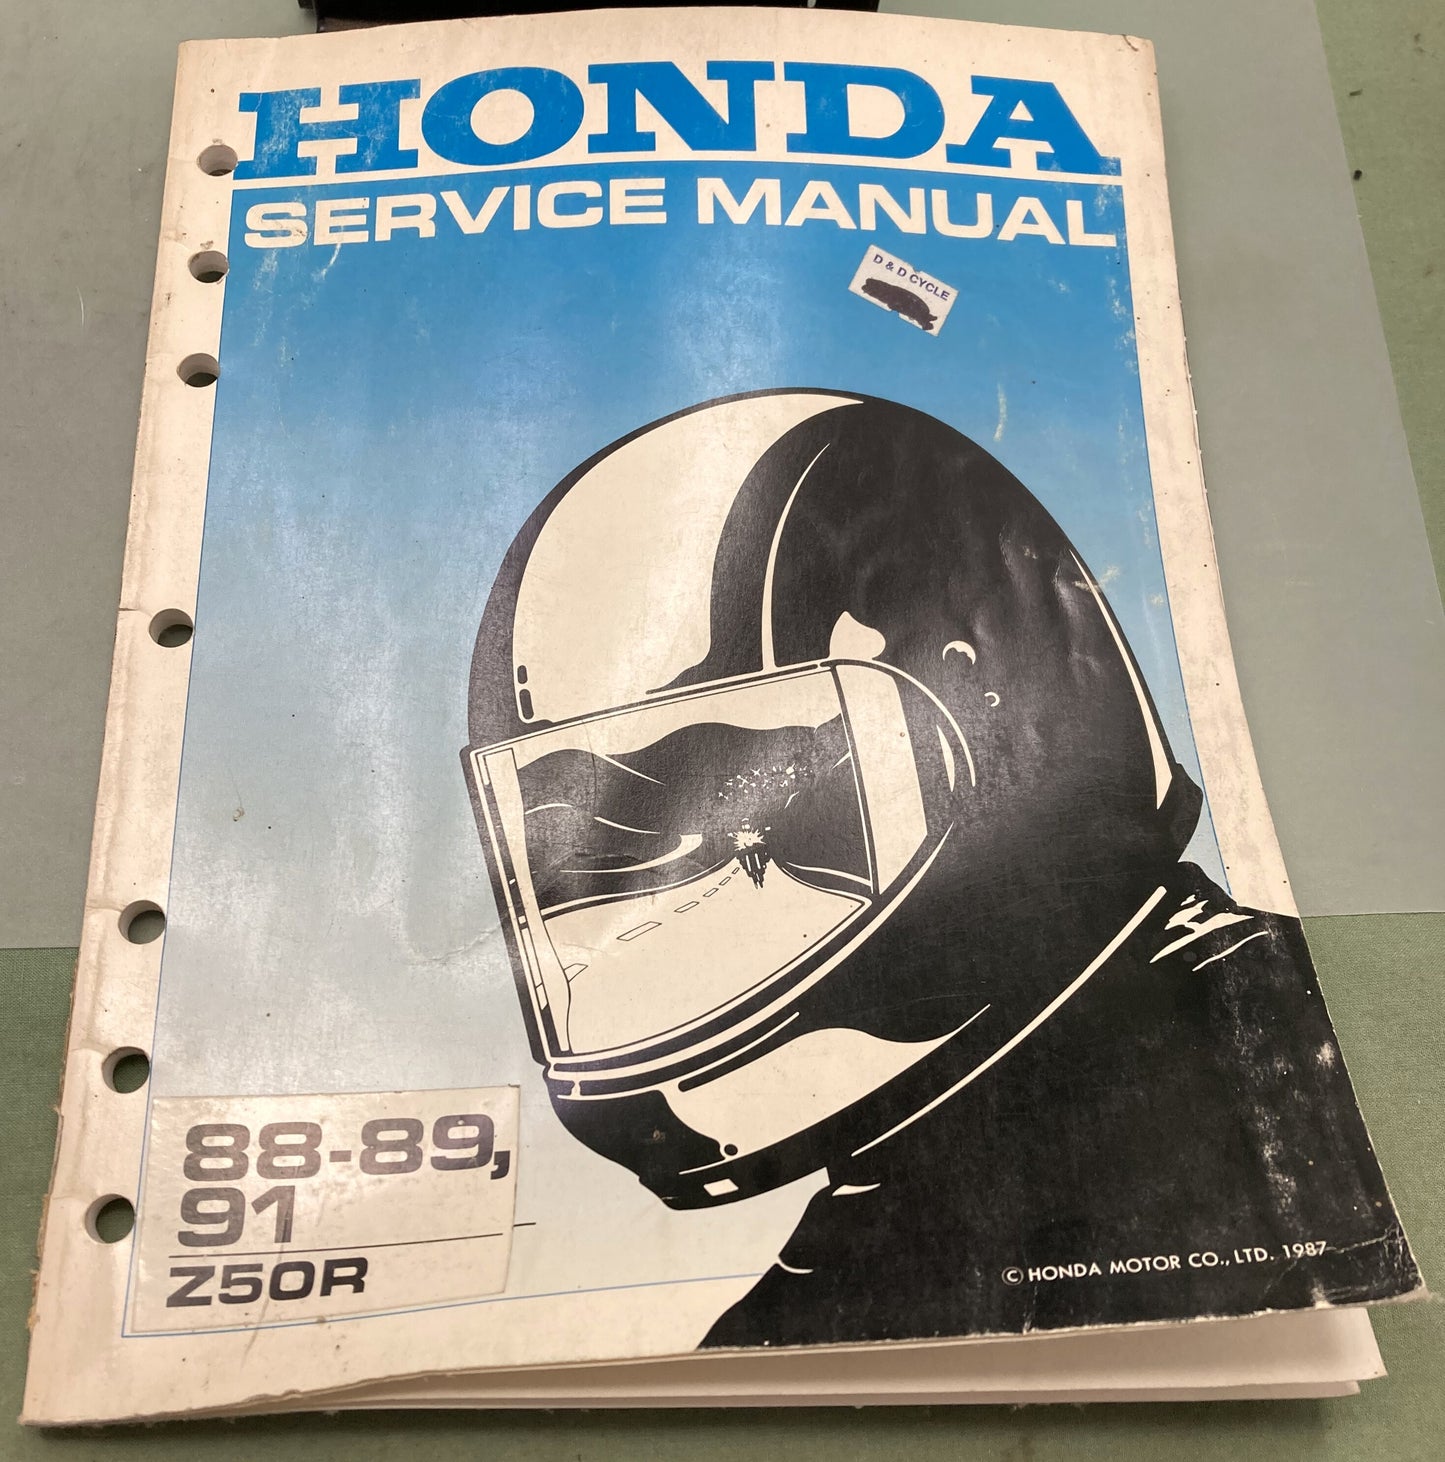 HONDA
SERVICE MANUAL
D & D CYCLE
88-89,
91
Z50R
© HONDA MOTOR CO., LTD. 1987